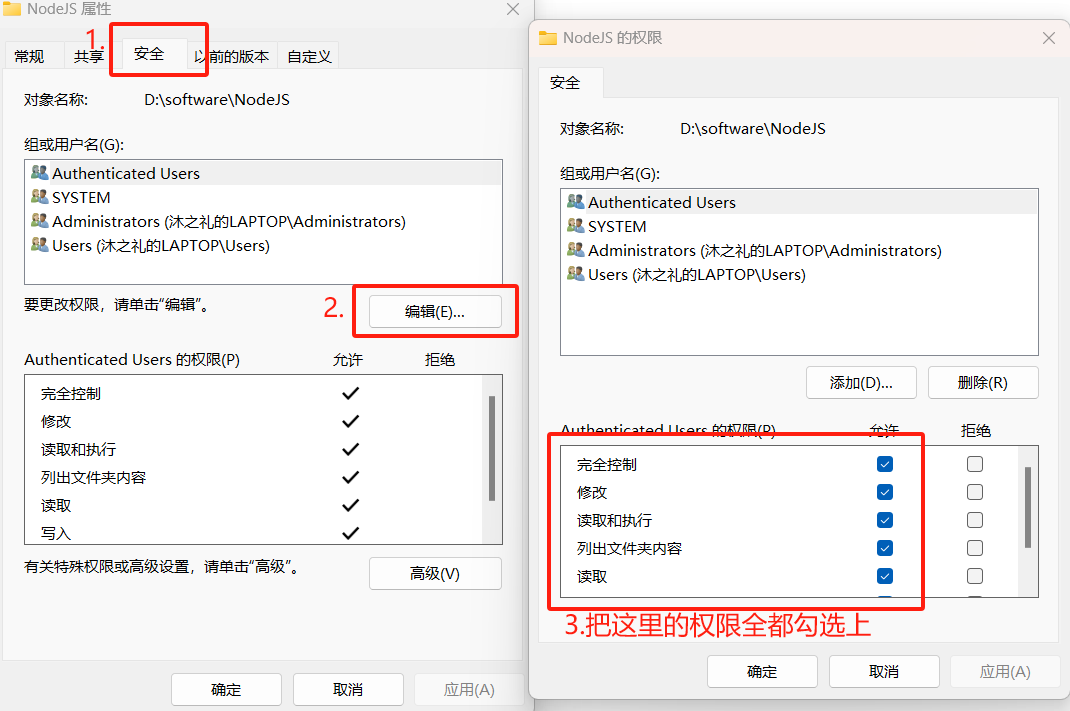 NodeJS 属性
1.
常规
共享
安全
以前的版本
自定义
对象名称:
D:\software\NodeJS
组或用户名(G):
Authenticated Users
SYSTEM
Administrators (沐之礼的LAPTOP\Administrators)
Users (沐之礼的LAPTOP\Users)
要更改权限，请单击“编辑”。
2.
编辑(E)...
Authenticated Users 的权限(P)
允许
拒绝
完全控制
修改
读取和执行
列出文件夹内容
读取
写入
有关特殊权限或高级设置，请单击“高级”。
高级(V)
确定
取消
应用(A)
NodeJS 的权限
安全
对象名称:
D:\software\NodeJS
组或用户名(G):
Authenticated Users
SYSTEM
Administrators (沐之礼的LAPTOP\Administrators)
Users (沐之礼的LAPTOP\Users)
添加(D)...
删除(R)
Authenticated Users 的权限(P)
允许
拒绝
完全控制
修改
读取和执行
列出文件夹内容
读取
3.把这里的权限全都勾选上
确定
取消
应用(A)